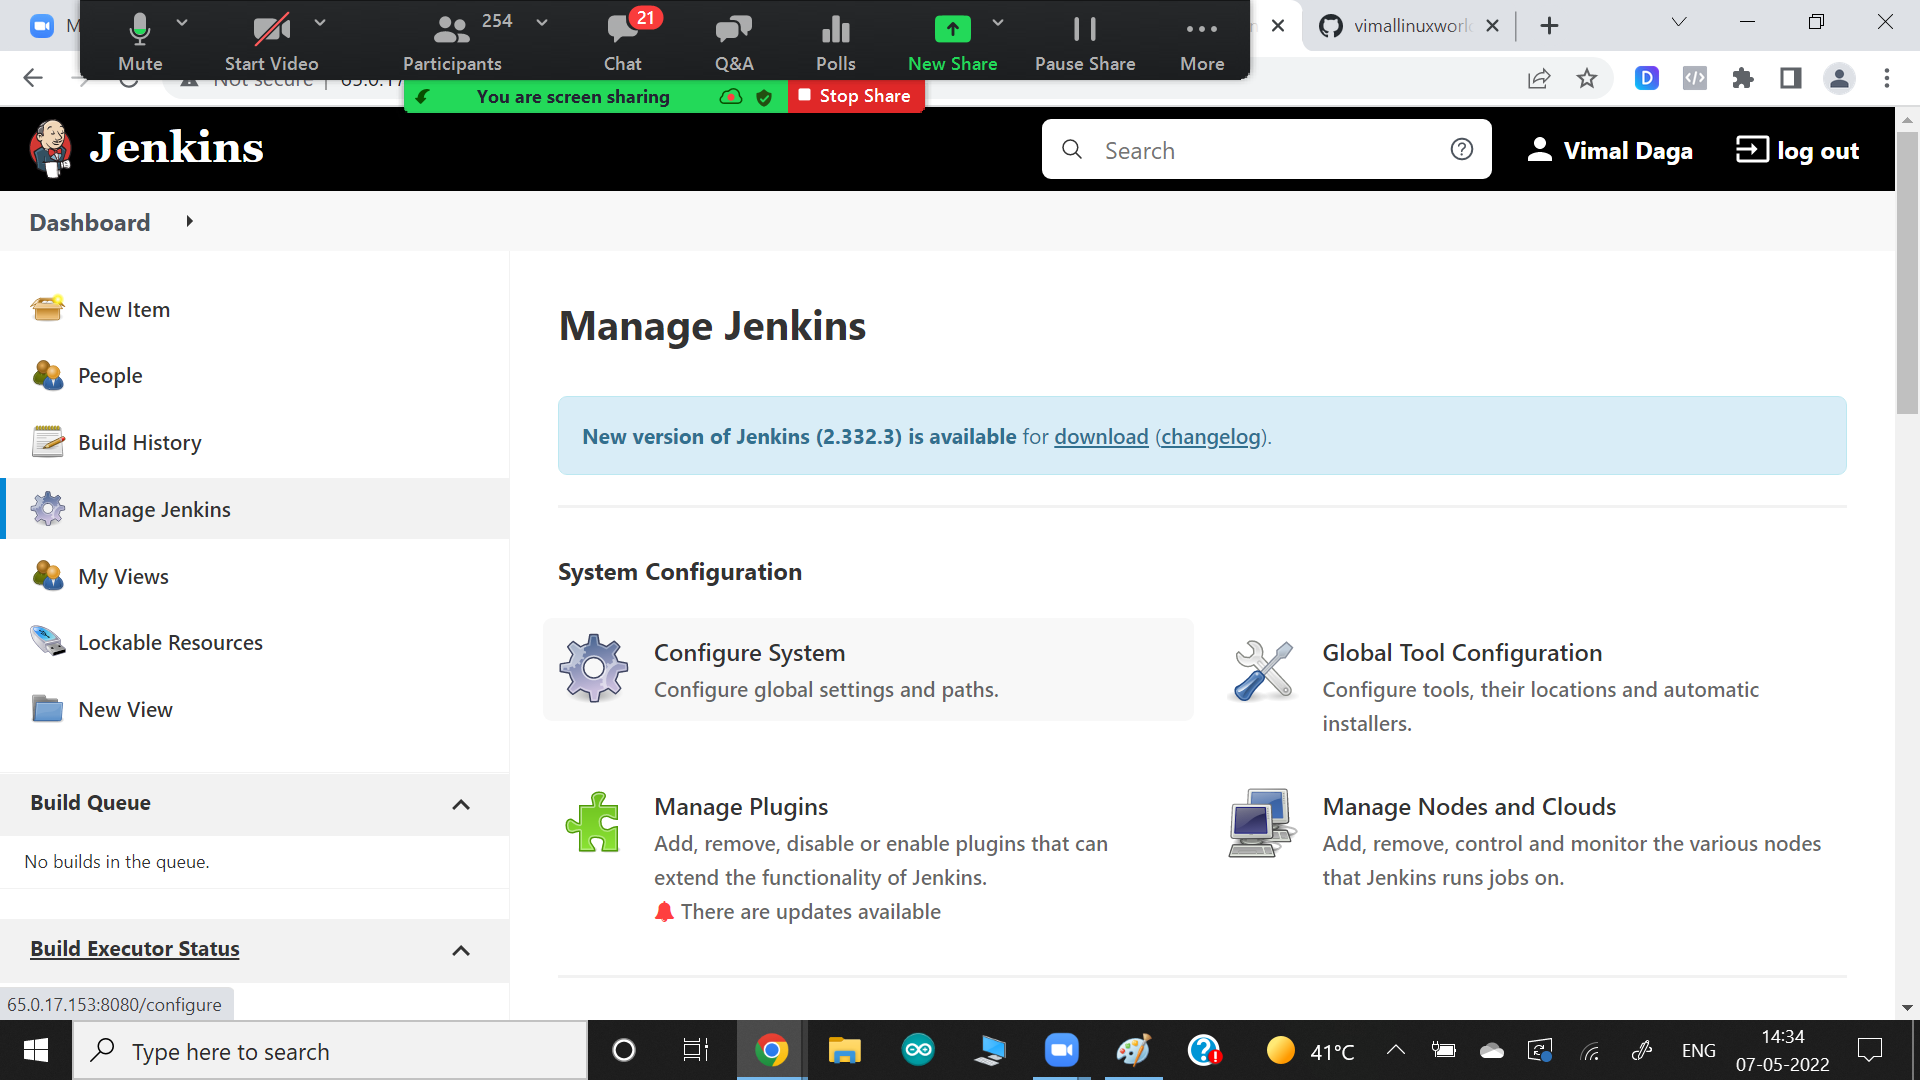 Mute
Start Video
254
Participants
21
Chat
Q&A
Polls
New Share
Pause Share
More
vimallinuxworld
You are screen sharing
Stop Share
Jenkins
Search
Vimal Daga
log out
Dashboard
New Item
People
Build History
Manage Jenkins
My Views
Lockable Resources
New View
Build Queue
No builds in the queue.
Build Executor Status
65.0.17.153:8080/configure
Manage Jenkins
New version of Jenkins (2.332.3) is available for download (changelog).
System Configuration
Configure System
Configure global settings and paths.
Global Tool Configuration
Configure tools, their locations and automatic
installers.
Manage Plugins
Add, remove, disable or enable plugins that can
extend the functionality of Jenkins.
There are updates available
Manage Nodes and Clouds
Add, remove, control and monitor the various nodes
that Jenkins runs jobs on.
Type here to search
41°C
ENG
14:34
07-05-2022